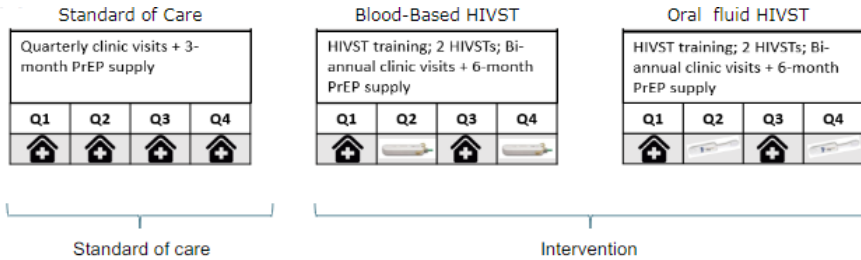 Standard of Care
Blood-Based HIVST
Oral fluid HIVST
Quarterly clinic visits + 3-
month PrEP supply
HIVST training; 2 HIVSTs; Bi-
annual clinic visits + 6-month
PrEP supply
HIVST training; 2 HIVSTs; Bi-
annual clinic visits + 6-month
PrEP supply
Q1 Q2 Q3 Q4
Q1 Q2 Q3 Q4
Q1 Q2 Q3 Q4
Standard of care
Intervention